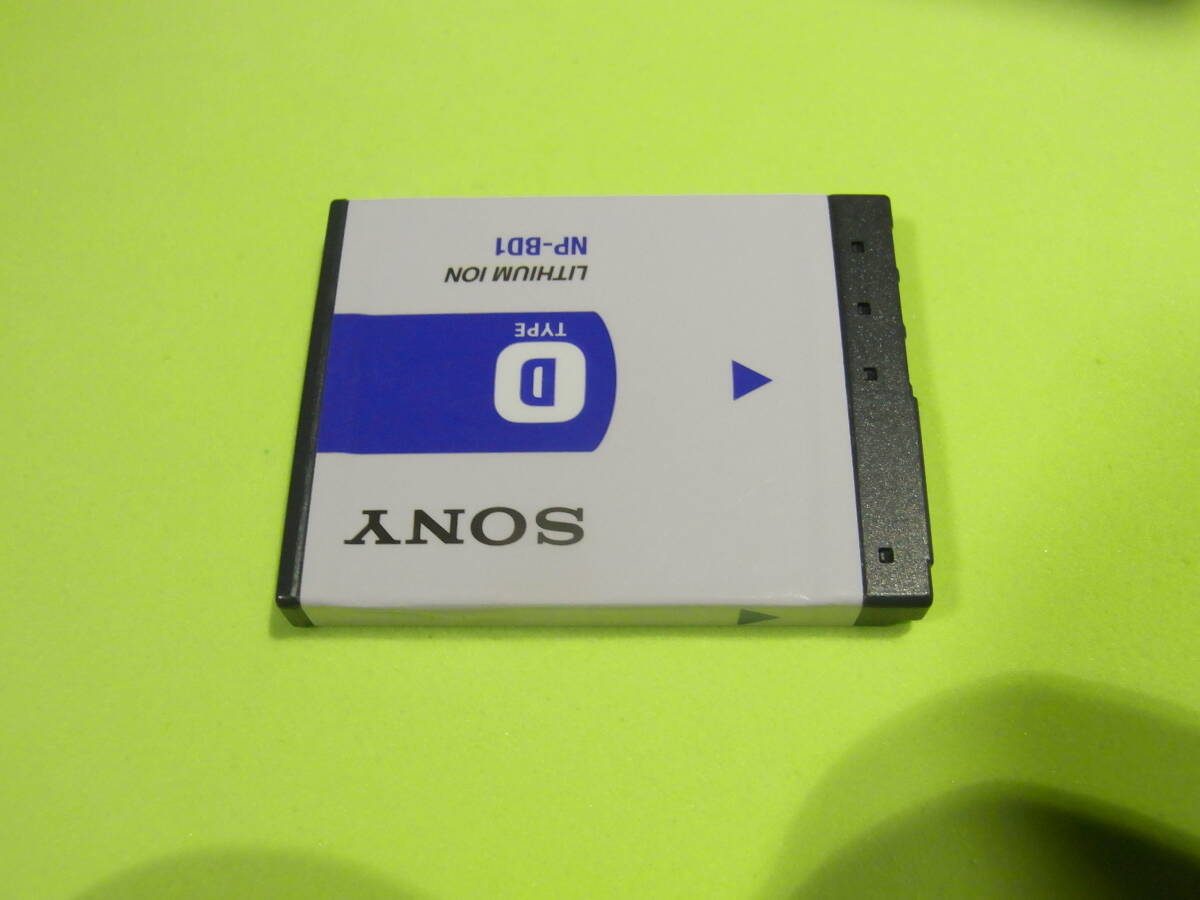 SONY
D
TYPE
LITHIUM ION
NP-BD1